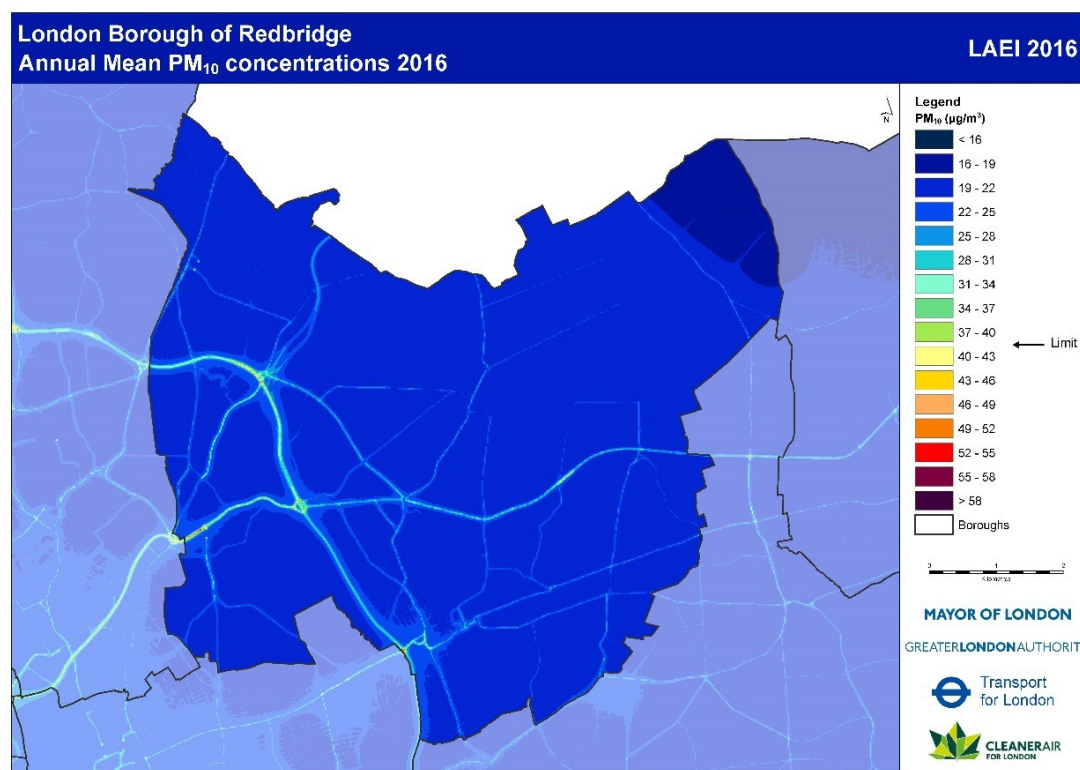 London Borough of Redbridge
Annual Mean PM₁₀ concentrations 2016
LAEI 2016
N
Legend
PM₁₀ (µg/m³)
< 16
16 - 19
19 - 22
22 - 25
25 - 28
28 - 31
31 - 34
34 - 37
37 - 40
40 - 43
43 - 46
46 - 49
49 - 52
52 - 55
55 - 58
> 58
Limit
Boroughs
0 1 2
Kilometres
MAYOR OF LONDON
GREATERLONDONAUTHORIT
Transport
for London
CLEANERAIR
FOR LONDON